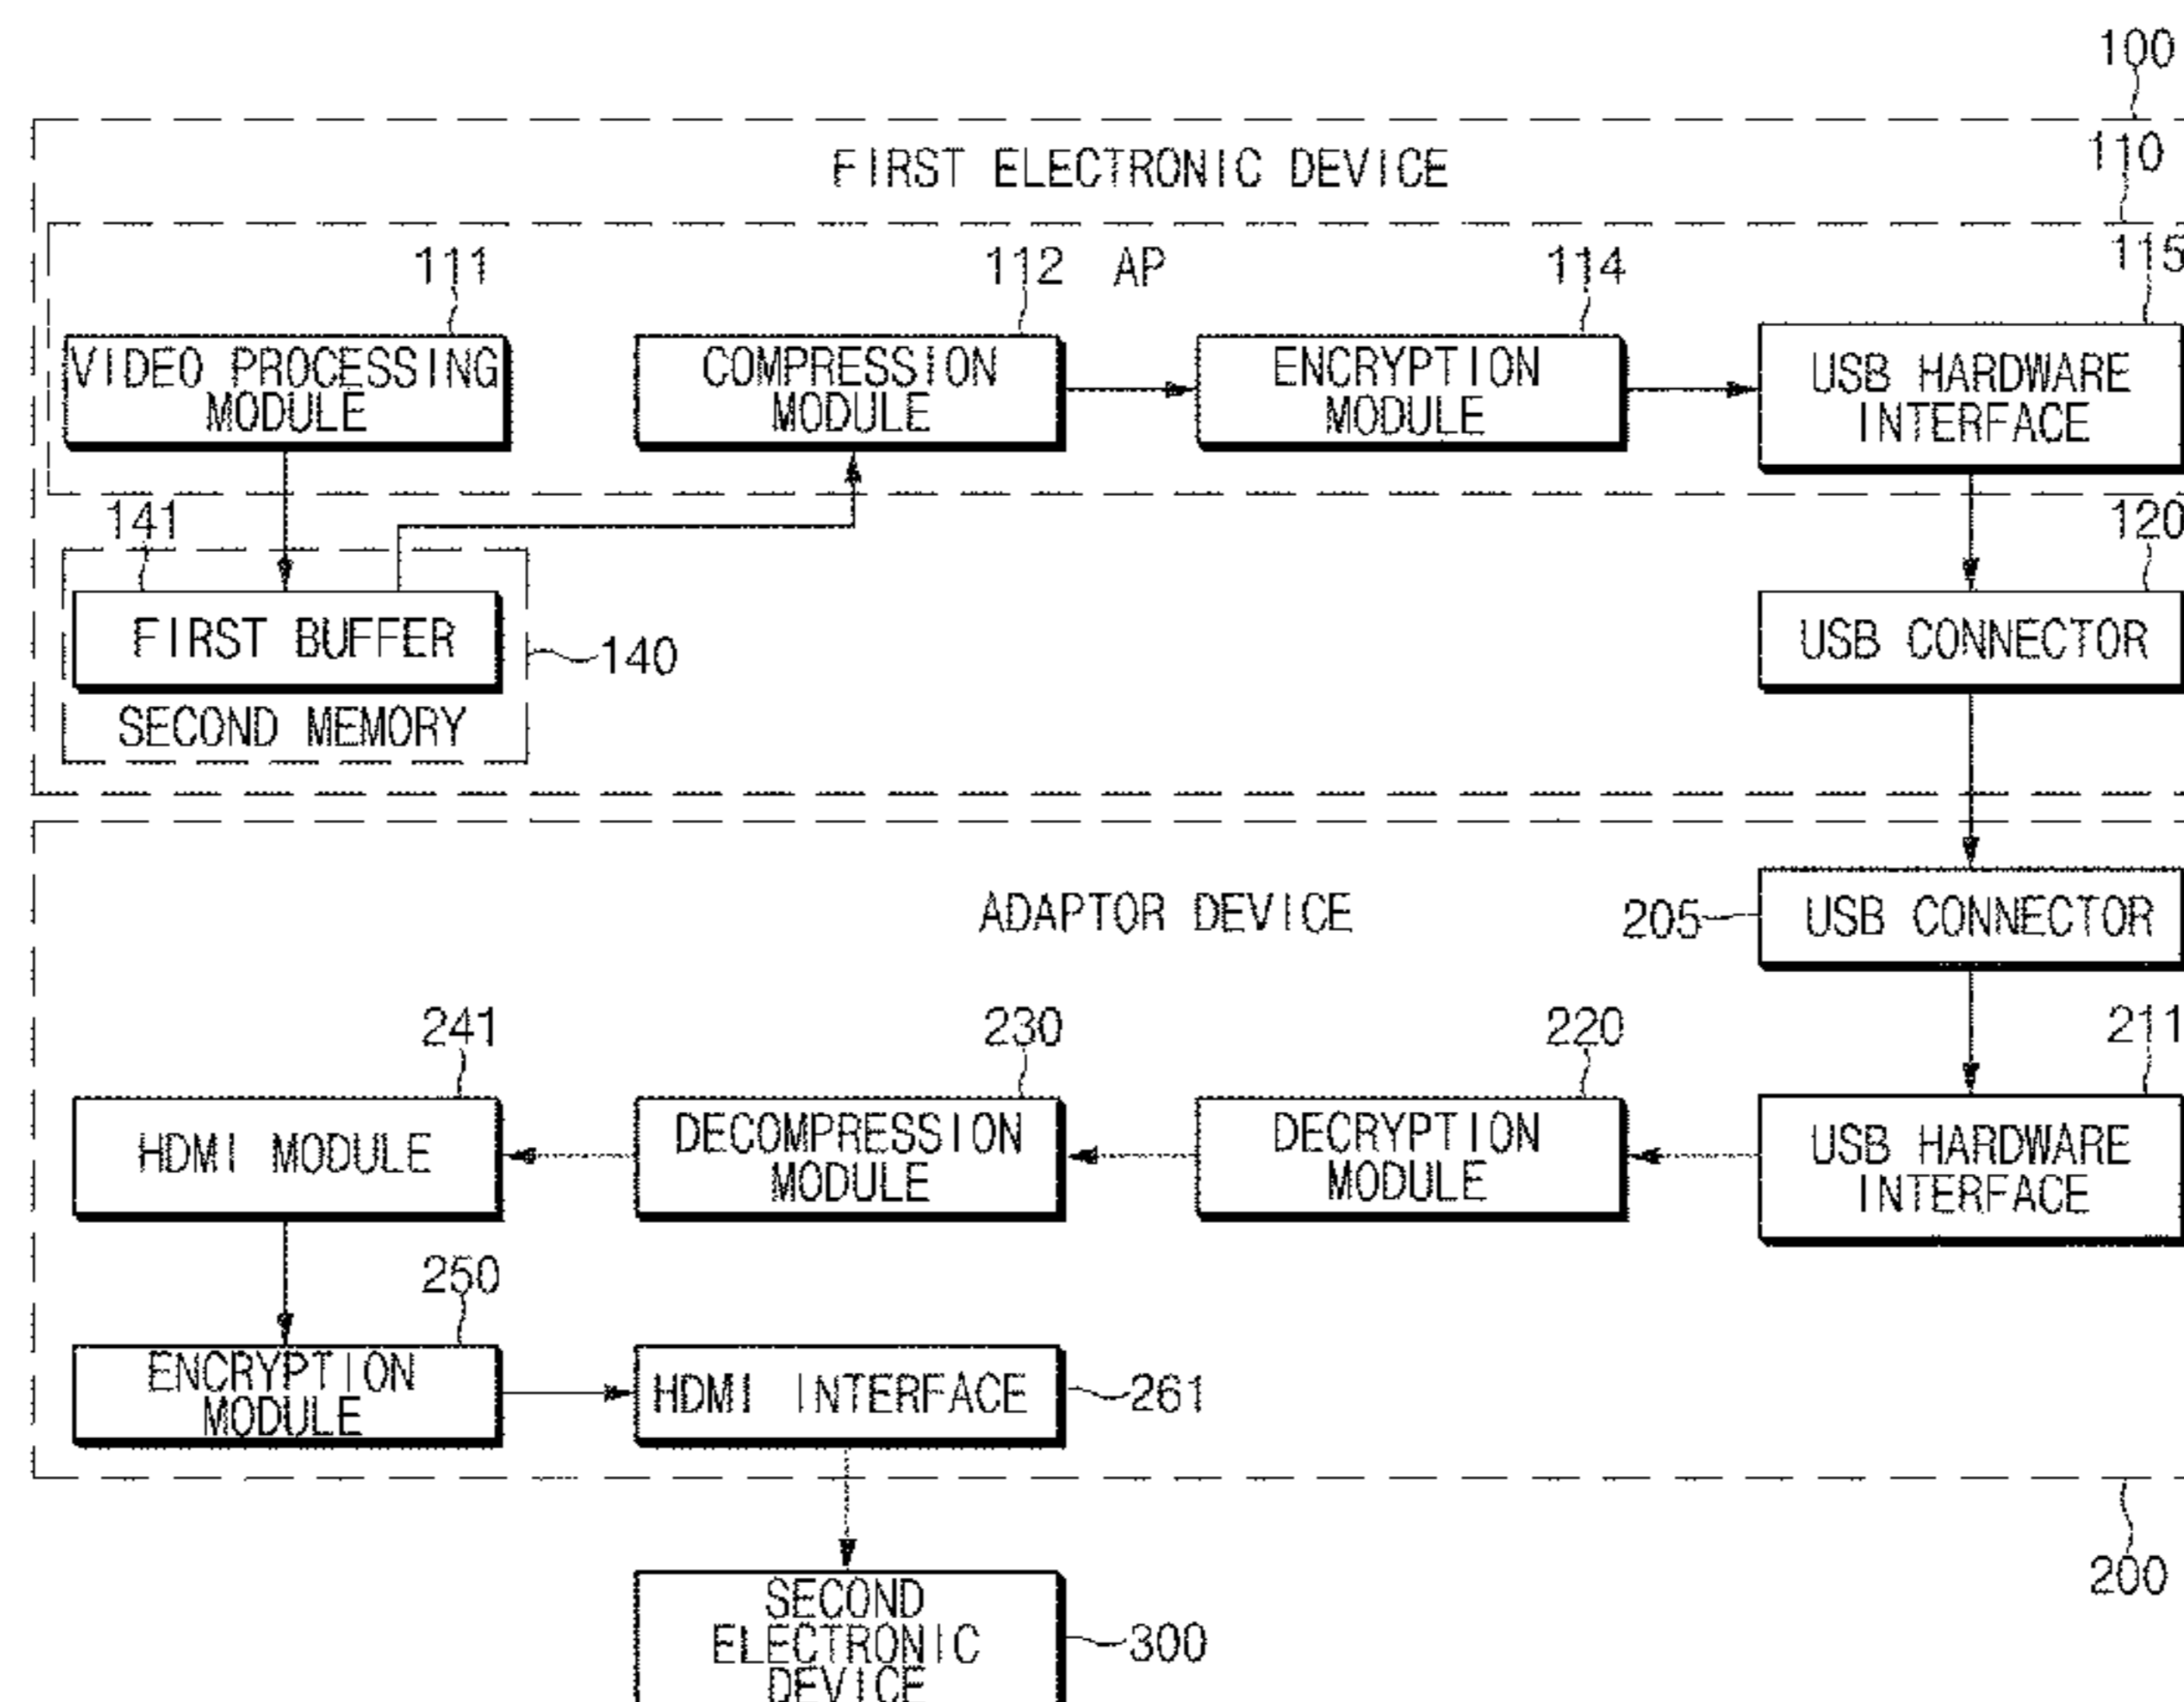 100
FIRST ELECTRONIC DEVICE
110
111
112
AP
114
115
VIDEO PROCESSING
MODULE
COMPRESSION
MODULE
ENCRYPTION
MODULE
USB HARDWARE
INTERFACE
141
120
FIRST BUFFER
140
USB CONNECTOR
SECOND MEMORY
ADAPTOR DEVICE
205
USB CONNECTOR
241
230
220
211
HDMI MODULE
DECOMPRESSION
MODULE
DECRYPTION
MODULE
USB HARDWARE
INTERFACE
250
ENCRYPTION
MODULE
HDMI INTERFACE
261
200
SECOND
ELECTRONIC
DEVICE
300